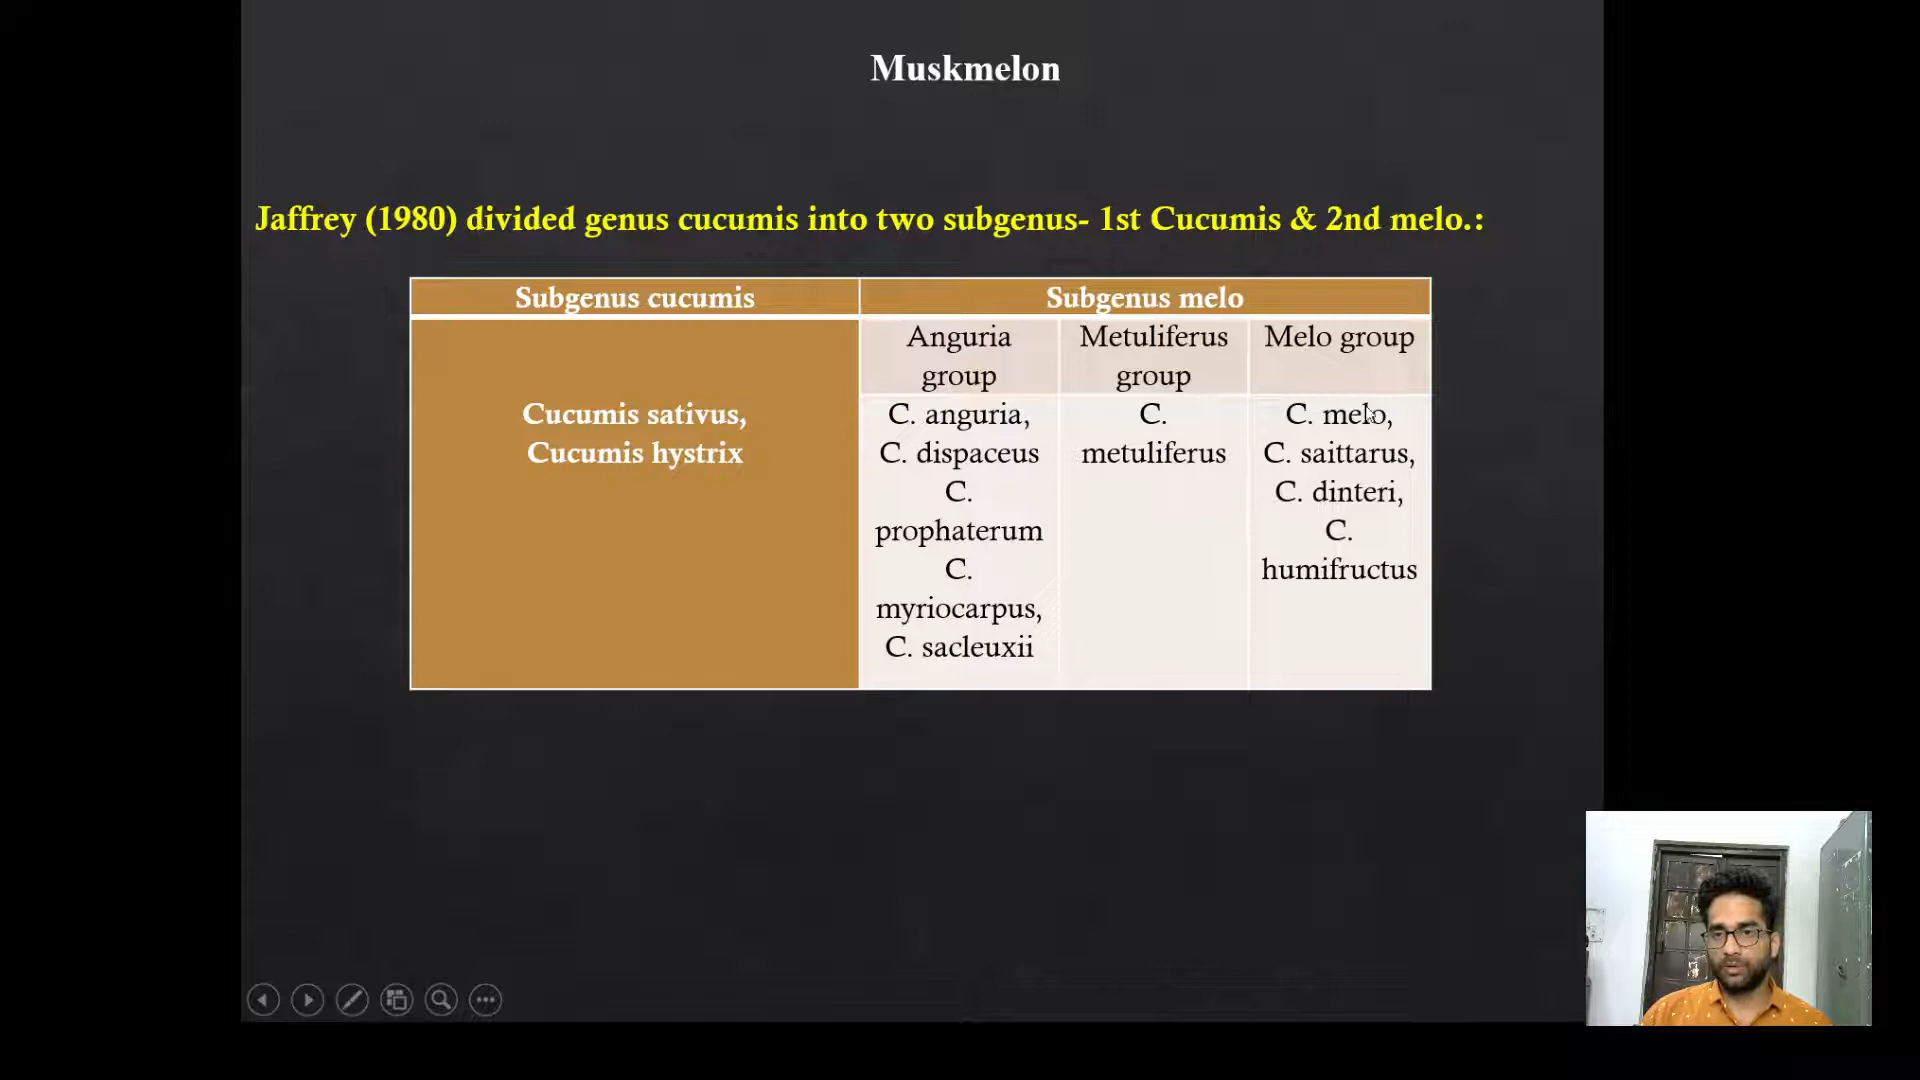 Muskmelon
Jaffrey (1980) divided genus cucumis into two subgenus- 1st Cucumis & 2nd melo.:
Subgenus cucumis
Subgenus melo
Cucumis sativus,
Cucumis hystrix
Anguria
group
C. anguria,
C. dispaceus
C.
prophaterum
C.
myriocarpus,
C. sacleuxii
Metuliferus
group
C.
metuliferus
Melo group
C. melo,
C. saittarus,
C. dinteri,
C.
humifructus